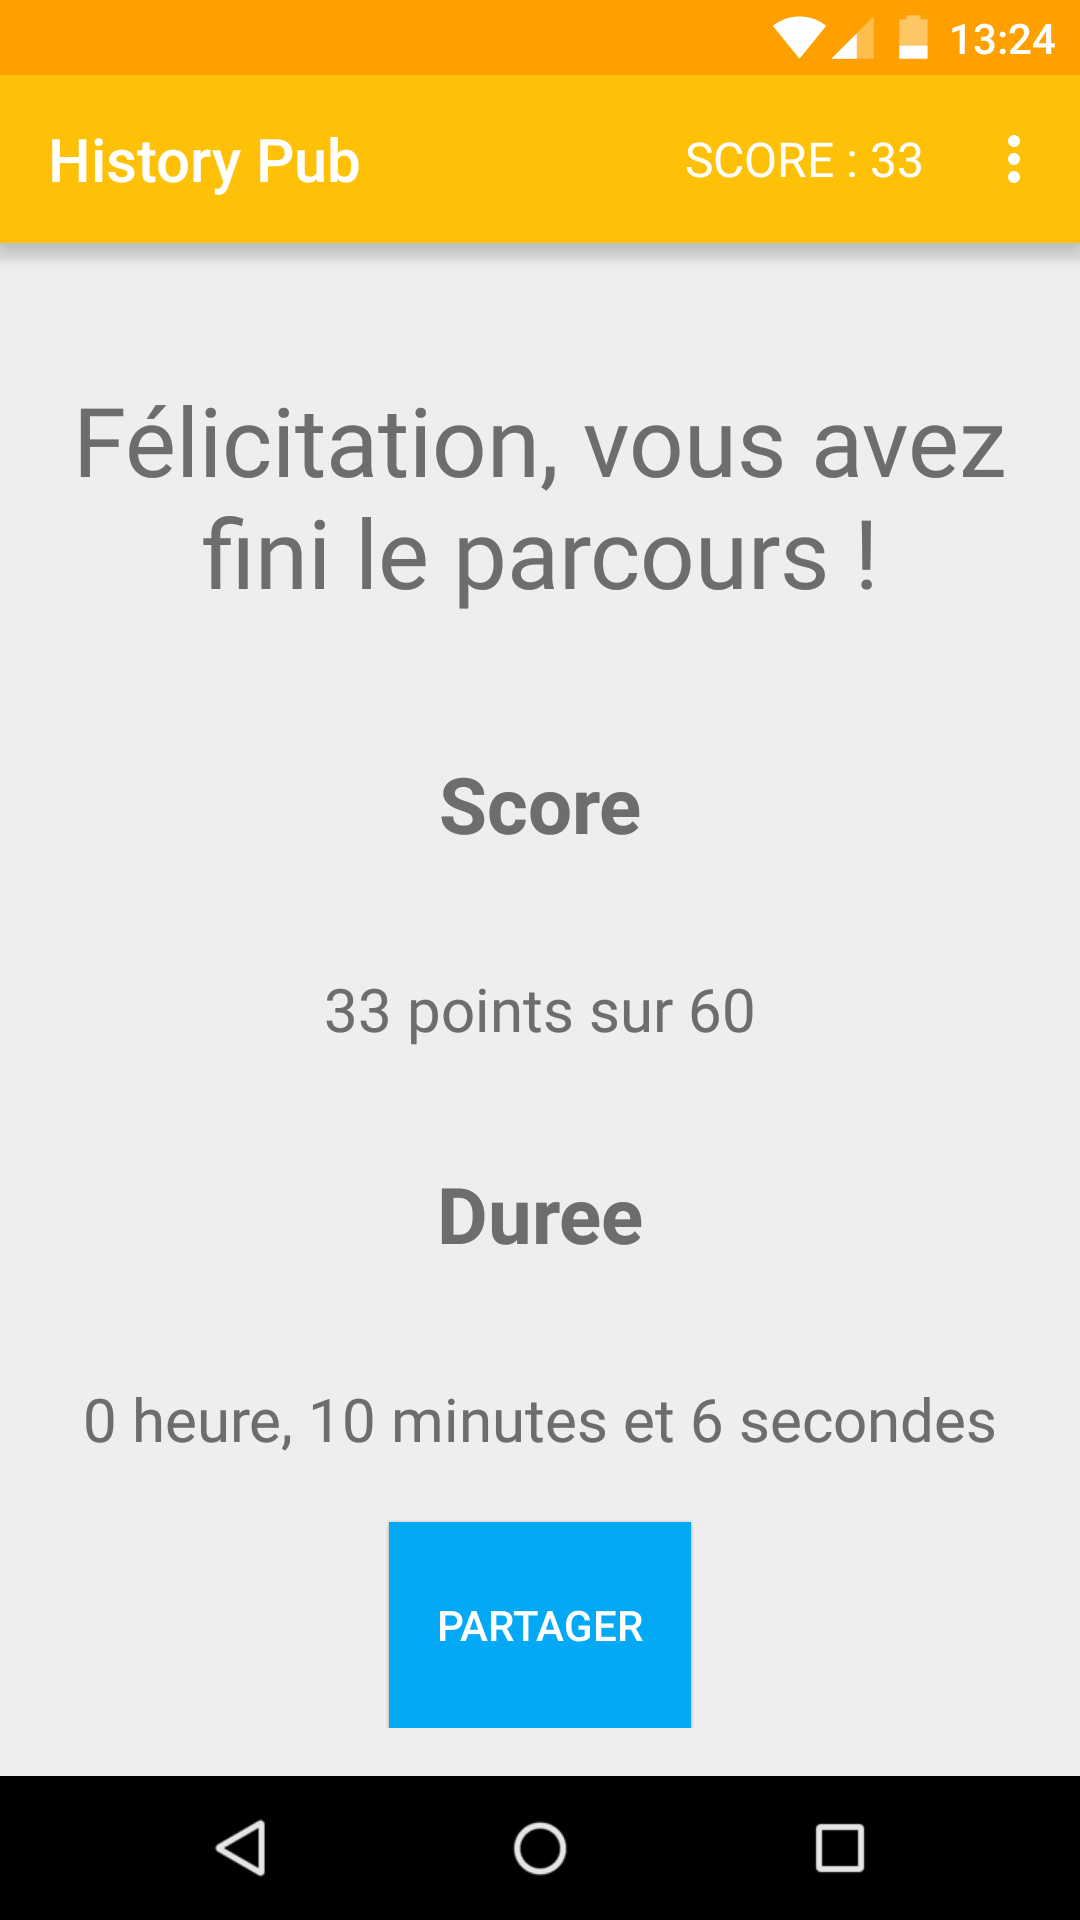 13:24
History Pub SCORE : 33
Félicitation, vous avez
fini le parcours !
Score
33 points sur 60
Duree
0 heure, 10 minutes et 6 secondes
PARTAGER